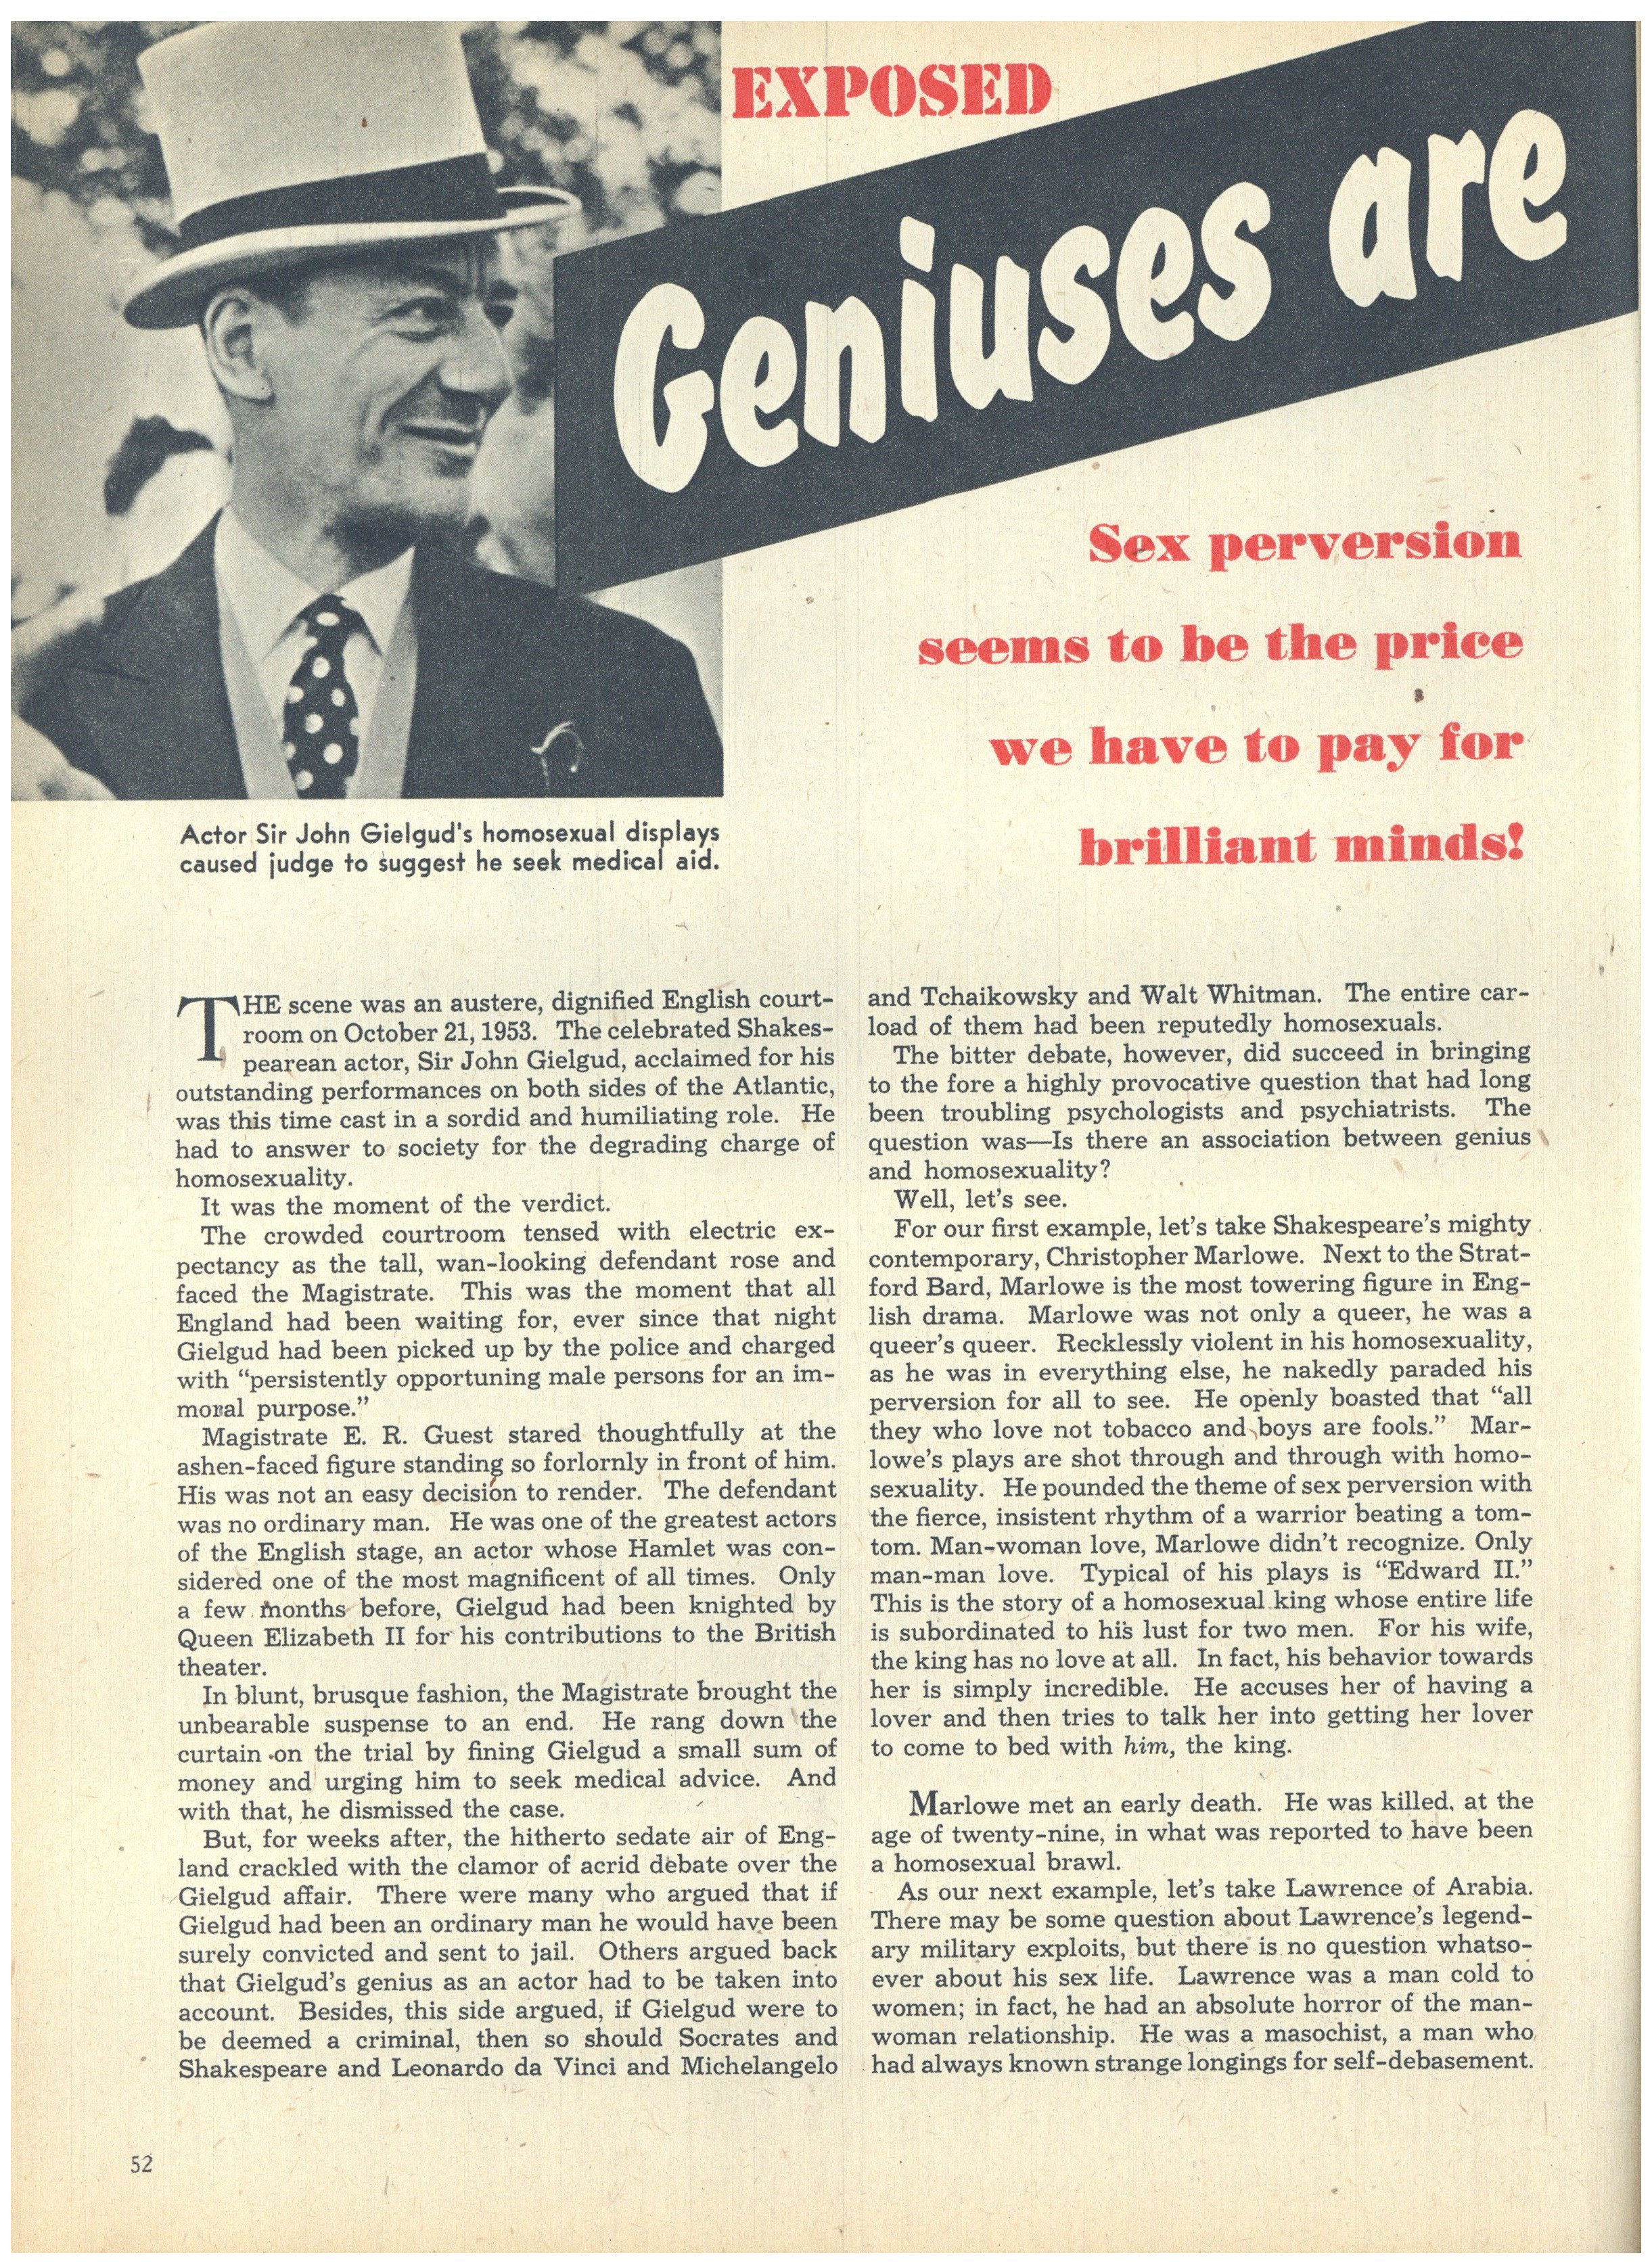 EXPOSED
Geniuses are
Sex perversion
seems to be the price
we have to pay for
brilliant minds!
Actor Sir John Gielgud's homosexual displays
caused judge to suggest he seek medical aid.
THE scene was an austere, dignified English court-
room on October 21, 1953. The celebrated Shakes-
pearean actor, Sir John Gielgud, acclaimed for his
outstanding performances on both sides of the Atlantic,
was this time cast in a sordid and humiliating role. He
had to answer to society for the degrading charge of
homosexuality.
It was the moment of the verdict.
The crowded courtroom tensed with electric ex-
pectancy as the tall, wan-looking defendant rose and
faced the Magistrate. This was the moment that all
England had been waiting for, ever since that night
Gielgud had been picked up by the police and charged
with "persistently opportuning male persons for an im-
moral purpose."
Magistrate E. R. Guest stared thoughtfully at the
ashen-faced figure standing so forlornly in front of him.
His was not an easy decision to render. The defendant
was no ordinary man. He was one of the greatest actors
of the English stage, an actor whose Hamlet was con-
sidered one of the most magnificent of all times. Only
a few months before, Gielgud had been knighted by
Queen Elizabeth II for his contributions to the British
theater.
In blunt, brusque fashion, the Magistrate brought the
unbearable suspense to an end. He rang down the
curtain on the trial by fining Gielgud a small sum of
money and urging him to seek medical advice. And
with that, he dismissed the case.
But, for weeks after, the hitherto sedate air of Eng-
land crackled with the clamor of acrid debate over the
Gielgud affair. There were many who argued that if
Gielgud had been an ordinary man he would have been
surely convicted and sent to jail. Others argued back
that Gielgud's genius as an actor had to be taken into
account. Besides, this side argued, if Gielgud were to
be deemed a criminal, then so should Socrates and
Shakespeare and Leonardo da Vinci and Michelangelo
and Tchaikowsky and Walt Whitman. The entire car-
load of them had been reputedly homosexuals.
The bitter debate, however, did succeed in bringing
to the fore a highly provocative question that had long
been troubling psychologists and psychiatrists. The
question was—Is there an association between genius
and homosexuality?
Well, let's see.
For our first example, let's take Shakespeare's mighty
contemporary, Christopher Marlowe. Next to the Strat-
ford Bard, Marlowe is the most towering figure in Eng-
lish drama. Marlowe was not only a queer, he was a
queer's queer. Recklessly violent in his homosexuality,
as he was in everything else, he nakedly paraded his
perversion for all to see. He openly boasted that "all
they who love not tobacco and boys are fools." Mar-
lowe's plays are shot through and through with homo-
sexuality. He pounded the theme of sex perversion with
the fierce, insistent rhythm of a warrior beating a tom-
tom. Man-woman love, Marlowe didn't recognize. Only
man-man love. Typical of his plays is "Edward II."
This is the story of a homosexual king whose entire life
is subordinated to his lust for two men. For his wife,
the king has no love at all. In fact, his behavior towards
her is simply incredible. He accuses her of having a
lover and then tries to talk her into getting her lover
to come to bed with him, the king.
Marlowe met an early death. He was killed, at the
age of twenty-nine, in what was reported to have been
a homosexual brawl.
As our next example, let's take Lawrence of Arabia.
There may be some question about Lawrence's legend-
ary military exploits, but there is no question whatso-
ever about his sex life. Lawrence was a man cold to
women; in fact, he had an absolute horror of the man-
woman relationship. He was a masochist, a man who
had always known strange longings for self-debasement.
52